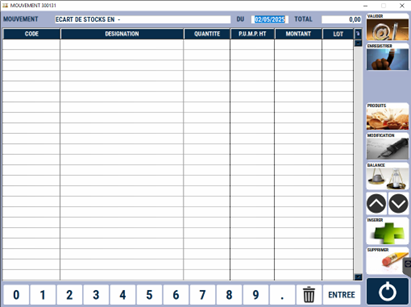 MOUVEMENT 300131
MOUVEMENT ECART DE STOCKS EN - DU 02/05/2025 TOTAL 0,00
CODE DESIGNATION QUANTITE P.U.M.P. HT MONTANT LOT
VALIDER
ENREGISTRER
PRODUITS
MODIFICATION
BALANCE
INSERER
SUPPRIMER
0 1 2 3 4 5 6 7 8 9 . ENTREE